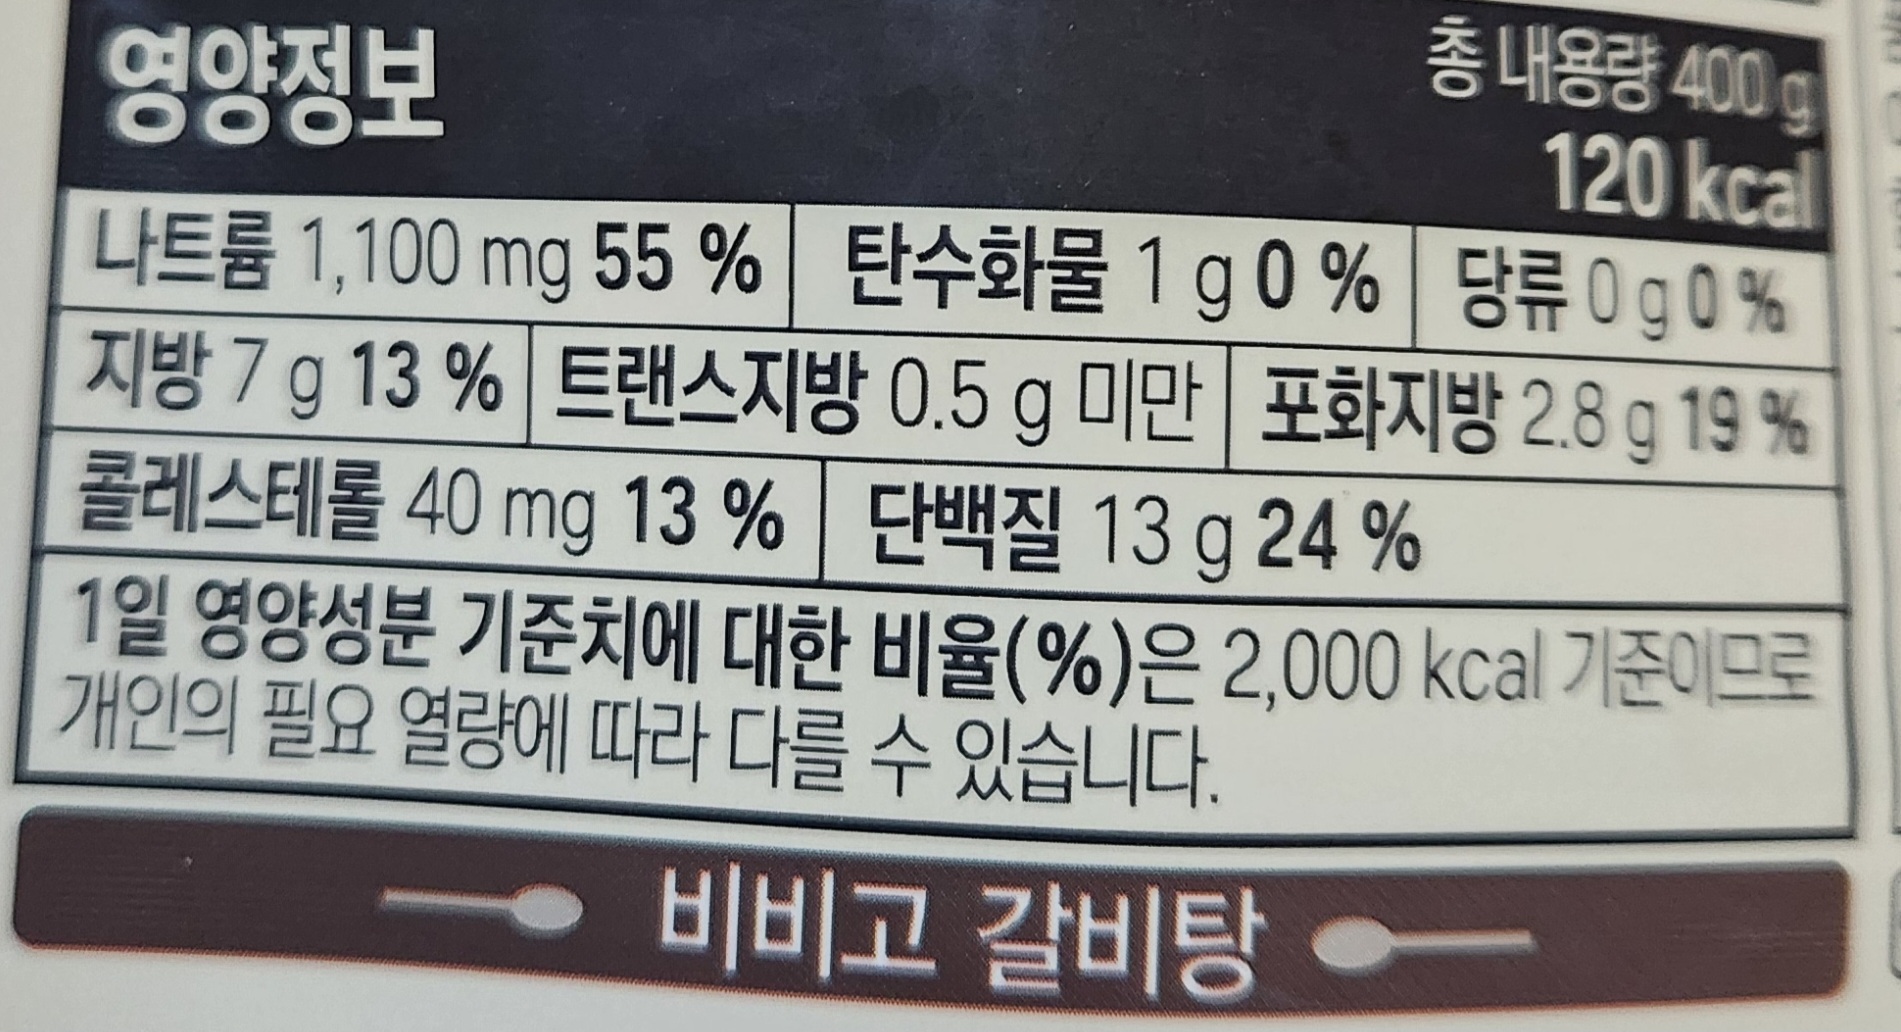 영양정보
총 내용량 400 g
120 kcal
나트륨 1,100 mg 55 % 탄수화물 1 g 0 % 당류 0 g 0 %
지방 7 g 13 % 트랜스지방 0.5 g 미만 포화지방 2.8 g 19 %
콜레스테롤 40 mg 13 % 단백질 13 g 24 %
1일 영양성분 기준치에 대한 비율(%)은 2,000 kcal 기준이므로
개인의 필요 열량에 따라 다를 수 있습니다.
비비고 갈비탕